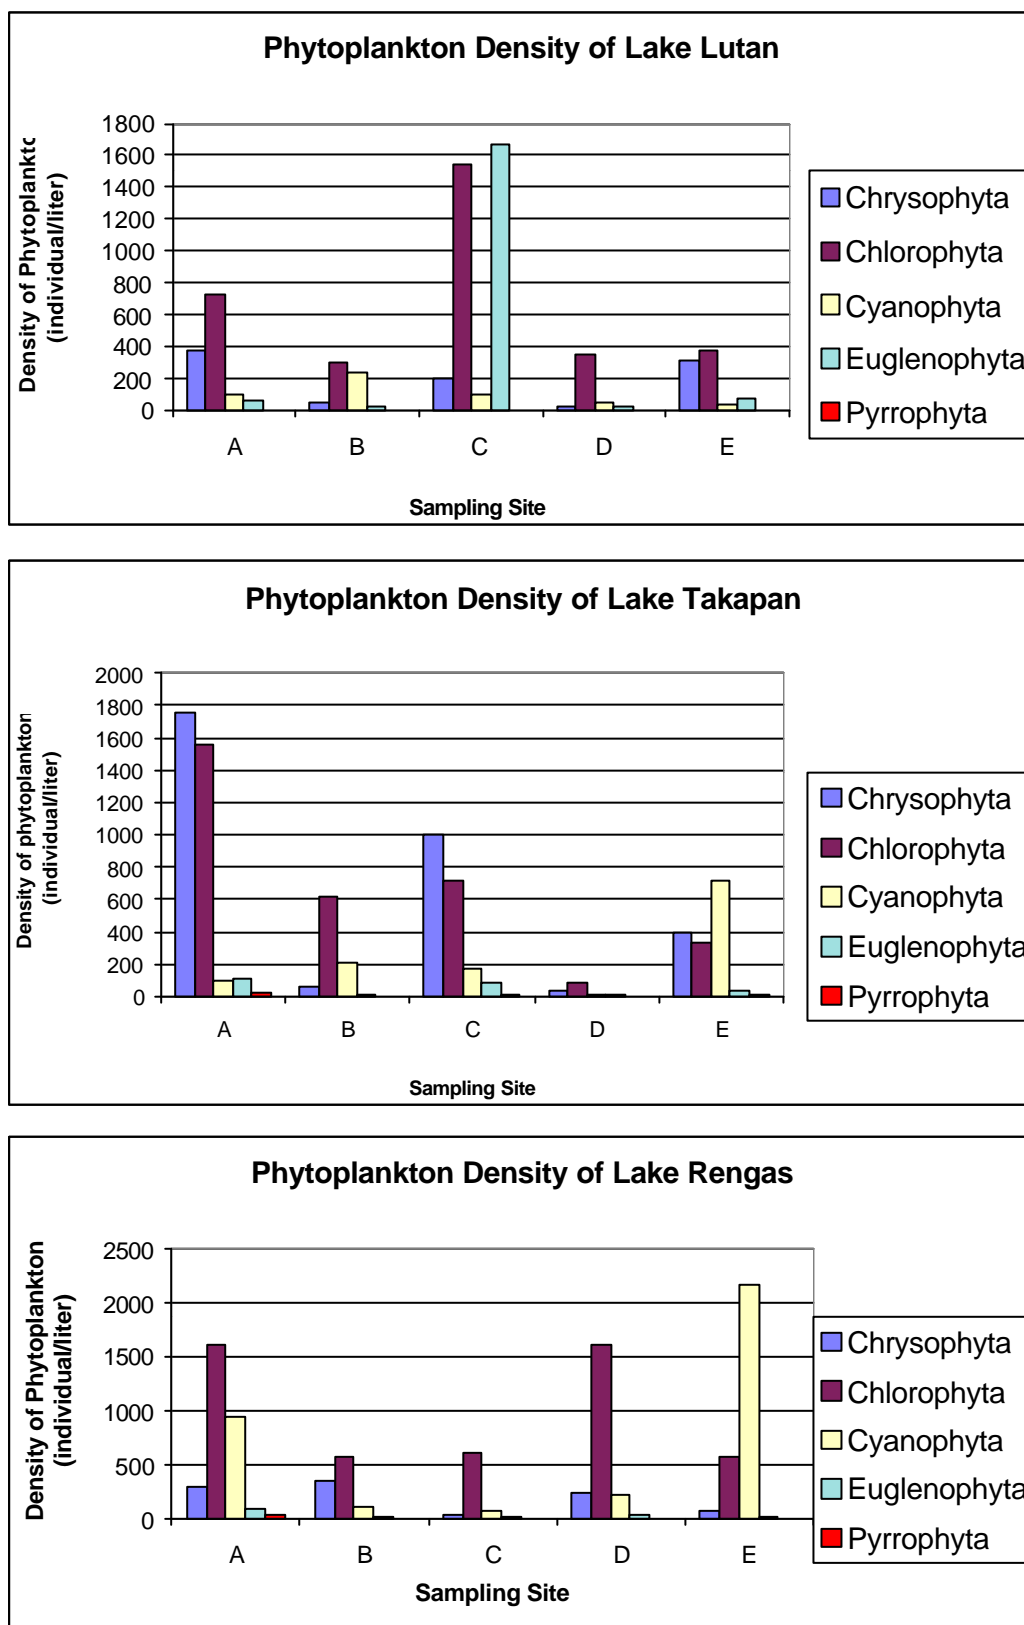 Phytoplankton Density of Lake Lutan
Density of Phytoplankto
(individual/liter)
1800
1600
1400
1200
1000
800
600
400
200
0
A B C D E
Sampling Site
Chrysophyta
Chlorophyta
Cyanophyta
Euglenophyta
Pyrrophyta
Phytoplankton Density of Lake Takapan
Density of phytoplankton
(individual/liter)
2000
1800
1600
1400
1200
1000
800
600
400
200
0
A B C D E
Sampling Site
Chrysophyta
Chlorophyta
Cyanophyta
Euglenophyta
Pyrrophyta
Phytoplankton Density of Lake Rengas
Density of Phytoplankton
(individual/liter)
2500
2000
1500
1000
500
0
A B C D E
Sampling Site
Chrysophyta
Chlorophyta
Cyanophyta
Euglenophyta
Pyrrophyta